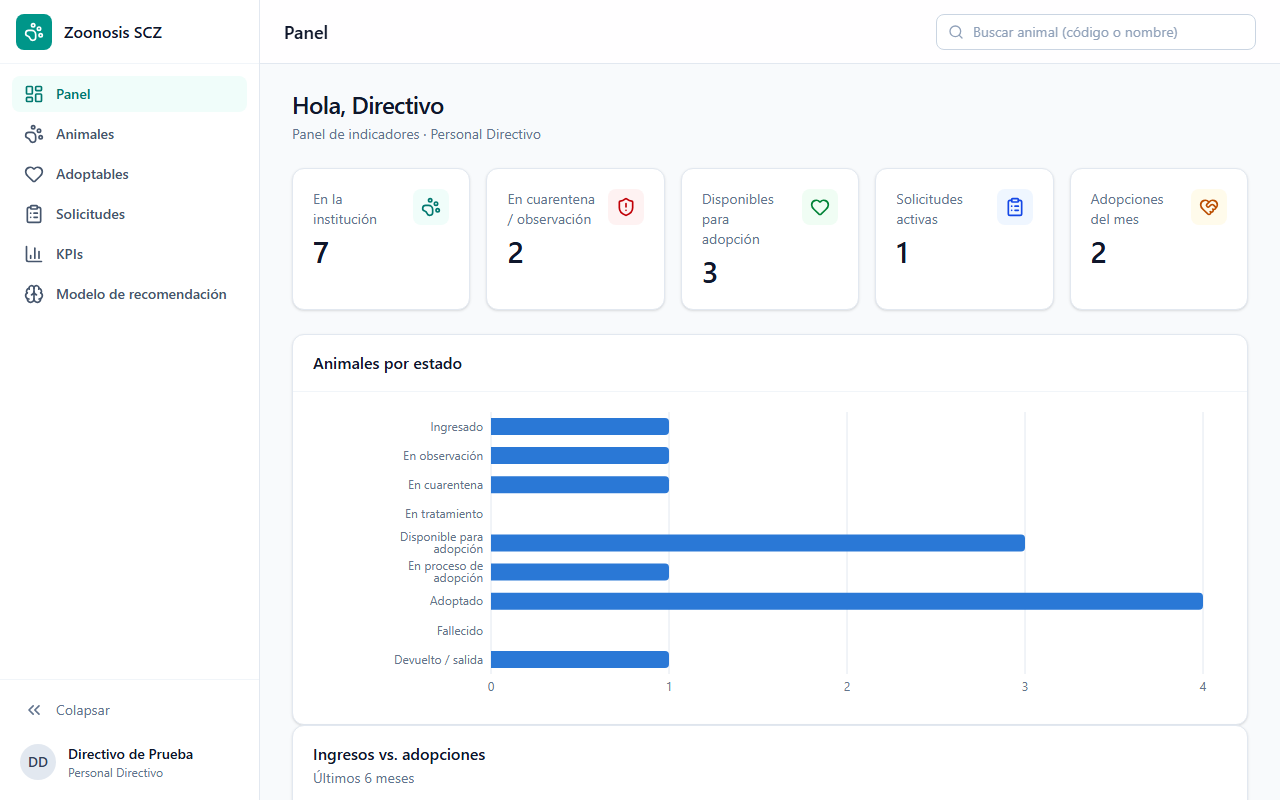 Zoonosis SCZ
Panel
Animales
Adoptables
Solicitudes
KPIs
Modelo de recomendación
Colapsar
DD
Directivo de Prueba
Personal Directivo
Panel
Buscar animal (código o nombre)
Hola, Directivo
Panel de indicadores · Personal Directivo
En la
institución
7
En cuarentena
/ observación
2
Disponibles
para
adopción
3
Solicitudes
activas
1
Adopciones
del mes
2
Animales por estado
Ingresado
En observación
En cuarentena
En tratamiento
Disponible para
adopción
En proceso de
adopción
Adoptado
Fallecido
Devuelto / salida
0 1 2 3 4
Ingresos vs. adopciones
Últimos 6 meses